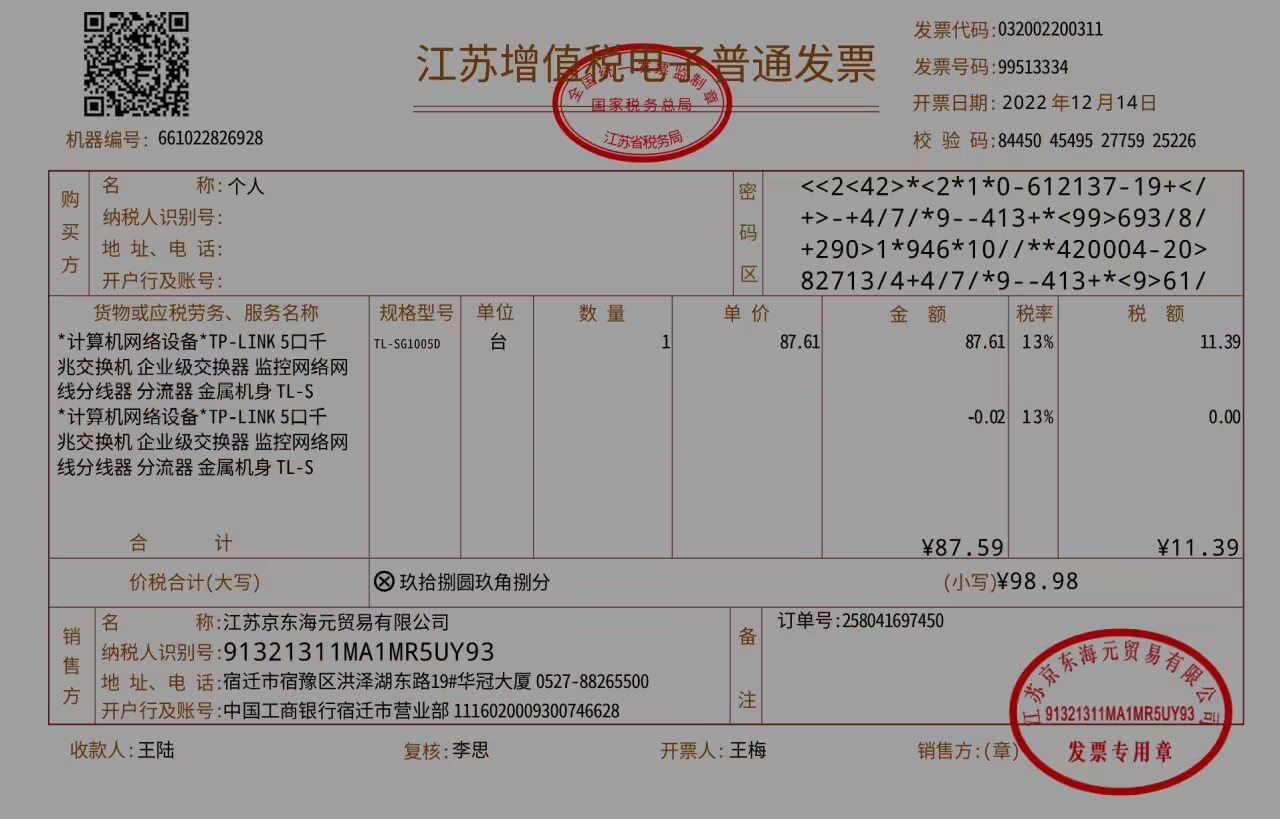 江苏增值税电子普通发票
全国统一发票监制章
国家税务总局
江苏省税务局
发票代码:032002200311
发票号码:99513334
开票日期: 2022 年12 月14日
校 验 码:84450 45495 27759 25226
机器编号: 661022826928
购买方
名 称:个人
纳税人识别号:
地 址、电 话:
开户行及账号:
密码区
<<2<42>*<2*1*0-612137-19+</
+>-+4/7/*9--413+*<99>693/8/
+290>1*946*10//**420004-20>
82713/4+4/7/*9--413+*<9>61/
货物或应税劳务、服务名称 规格型号 单位 数 量 单 价 金 额 税率 税 额
*计算机网络设备*TP-LINK 5口千 TL-SG1005D 台 1 87.61 87.61 13% 11.39
兆交换机 企业级交换器 监控网络网
线分线器 分流器 金属机身 TL-S
*计算机网络设备*TP-LINK 5口千 -0.02 13% 0.00
兆交换机 企业级交换器 监控网络网
线分线器 分流器 金属机身 TL-S
合 计 ¥87.59 ¥11.39
价税合计(大写) ⊗玖拾捌圆玖角捌分 (小写)¥98.98
销售方
名 称:江苏京东海元贸易有限公司
纳税人识别号:91321311MA1MR5UY93
地 址、电 话:宿迁市宿豫区洪泽湖东路19#华冠大厦 0527-88265500
开户行及账号:中国工商银行宿迁市营业部 1116020009300746628
备注
订单号:258041697450
收款人:王陆 复核:李思 开票人:王梅 销售方:(章)
江苏京东海元贸易有限公司
91321311MA1MR5UY93
发票专用章